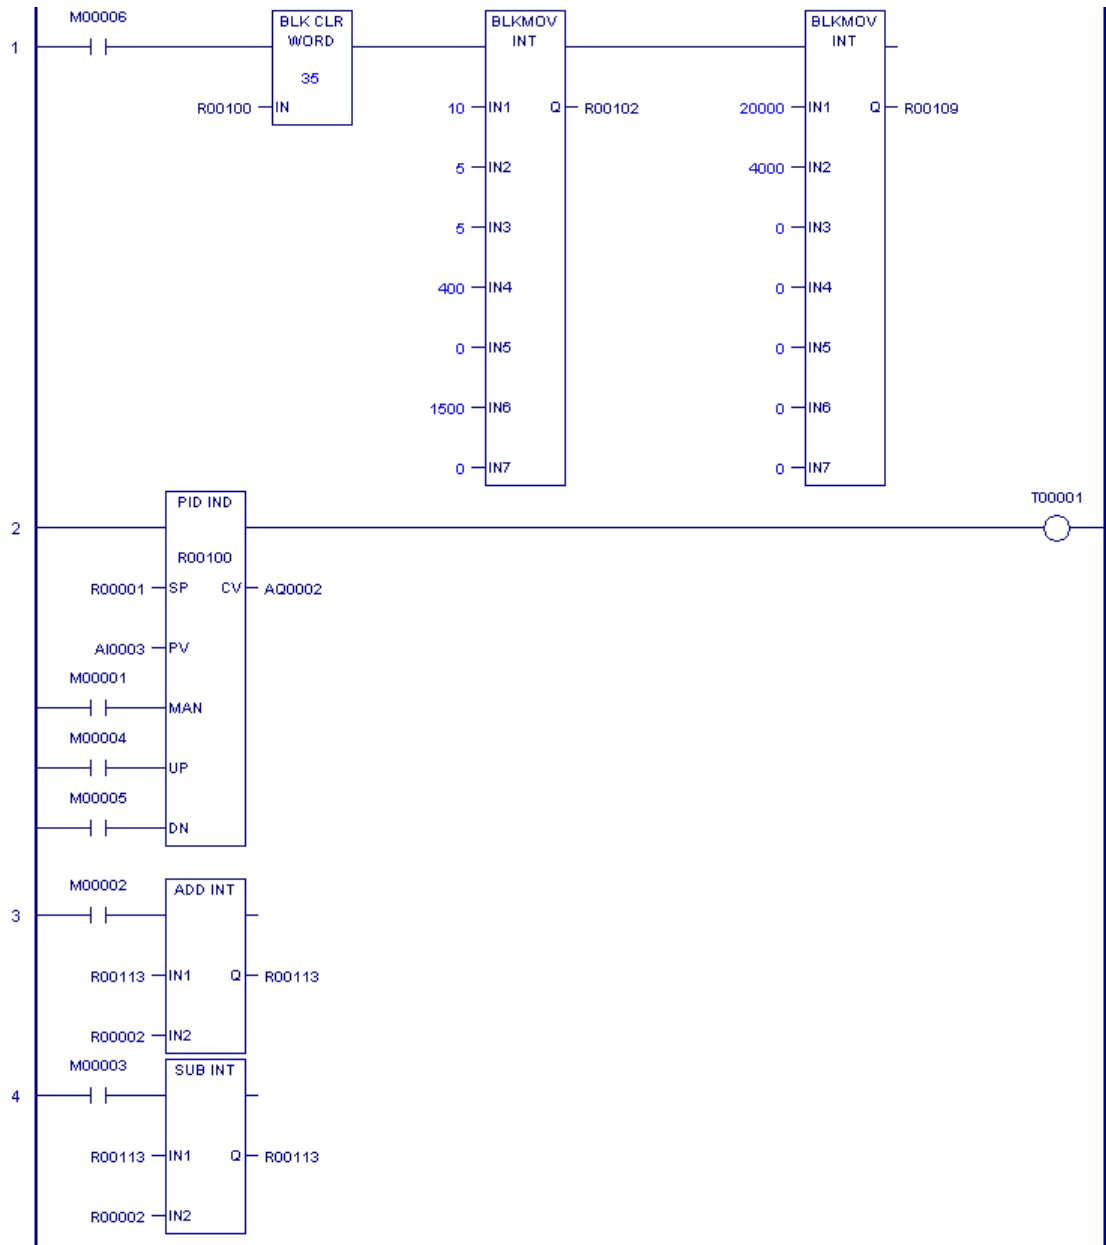 M00006
1
BLK CLR
WORD
35
R00100 IN
BLKMOV
INT
10 IN1 Q R00102
5 IN2
5 IN3
400 IN4
0 IN5
1500 IN6
0 IN7
BLKMOV
INT
20000 IN1 Q R00109
4000 IN2
0 IN3
0 IN4
0 IN5
0 IN6
0 IN7
2
PID IND
R00100
R00001 SP CV AQ0002
AI0003 PV
M00001
MAN
M00004
UP
M00005
DN
T00001
M00002
3
ADD INT
R00113 IN1 Q R00113
R00002 IN2
M00003
4
SUB INT
R00113 IN1 Q R00113
R00002 IN2